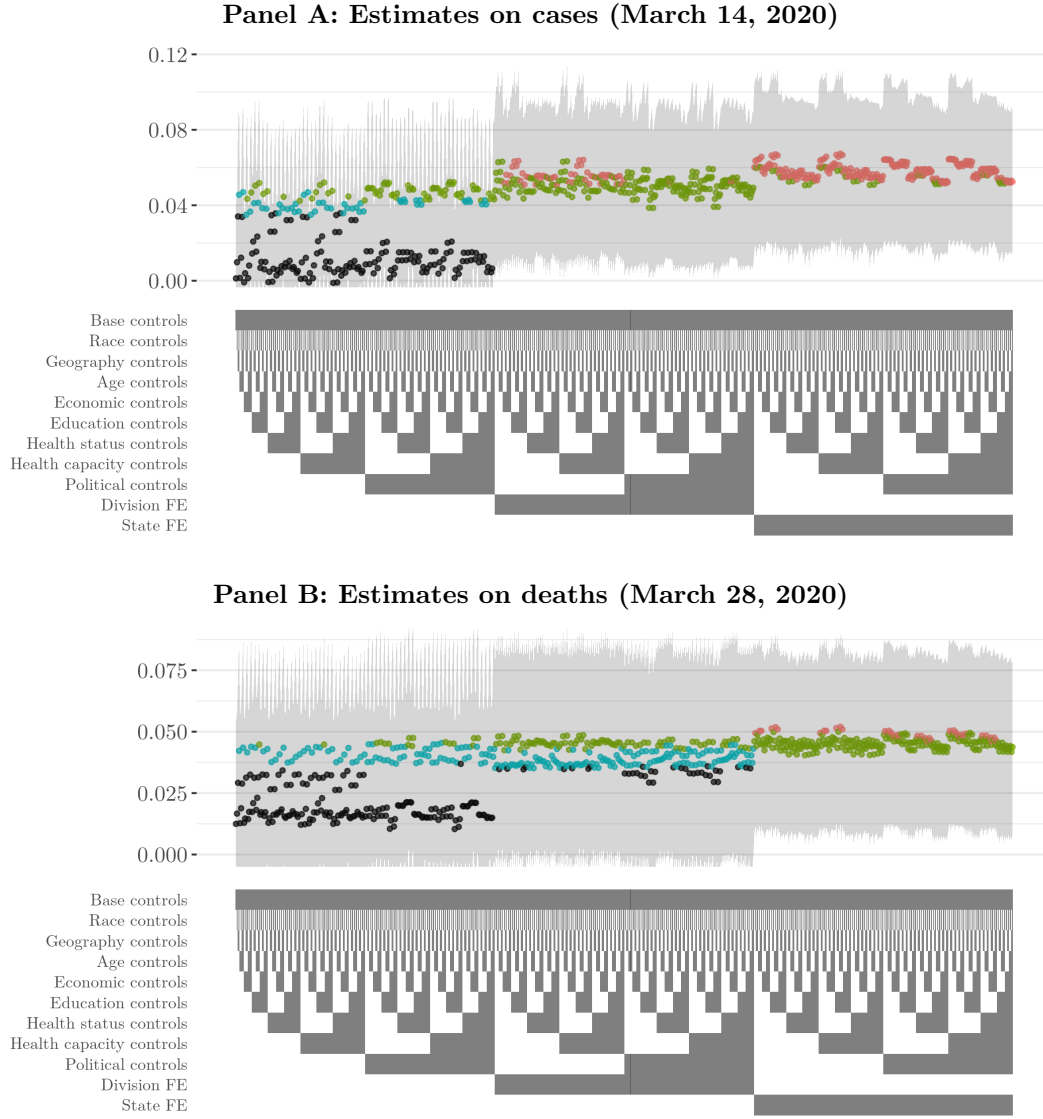 Panel A: Estimates on cases (March 14, 2020)
0.12
0.08
0.04
0.00
Base controls
Race controls
Geography controls
Age controls
Economic controls
Education controls
Health status controls
Health capacity controls
Political controls
Division FE
State FE
Panel B: Estimates on deaths (March 28, 2020)
0.075
0.050
0.025
0.000
Base controls
Race controls
Geography controls
Age controls
Economic controls
Education controls
Health status controls
Health capacity controls
Political controls
Division FE
State FE